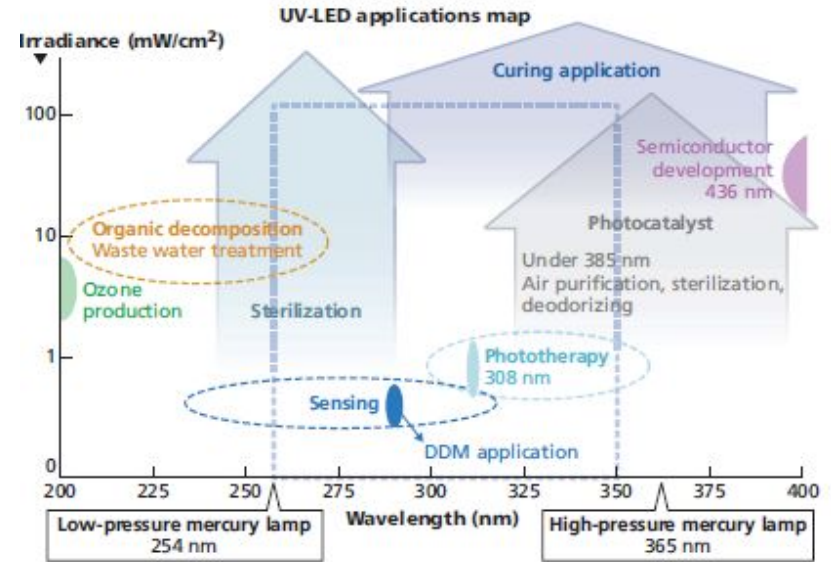 UV-LED applications map
Irradiance (mW/cm²)
Curing application
100
Semiconductor
development
436 nm
Organic decomposition
Waste water treatment
10
Photocatalyst
Under 385 nm
Air purification, sterilization,
deodorizing
Ozone
production
Sterilization
1
Phototherapy
308 nm
Sensing
DDM application
0
200 225 250 275 300 325 350 375 400
Wavelength (nm)
Low-pressure mercury lamp
254 nm
High-pressure mercury lamp
365 nm